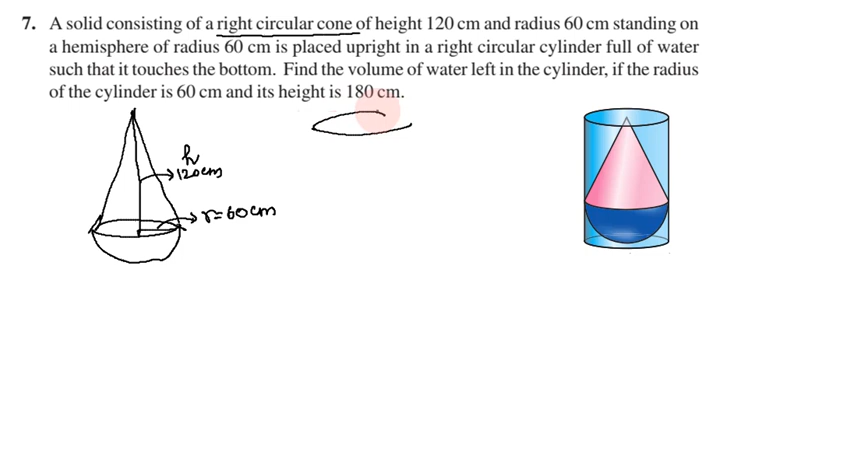 7. A solid consisting of a right circular cone of height 120 cm and radius 60 cm standing on
a hemisphere of radius 60 cm is placed upright in a right circular cylinder full of water
such that it touches the bottom. Find the volume of water left in the cylinder, if the radius
of the cylinder is 60 cm and its height is 180 cm.
h
120cm
r=60cm